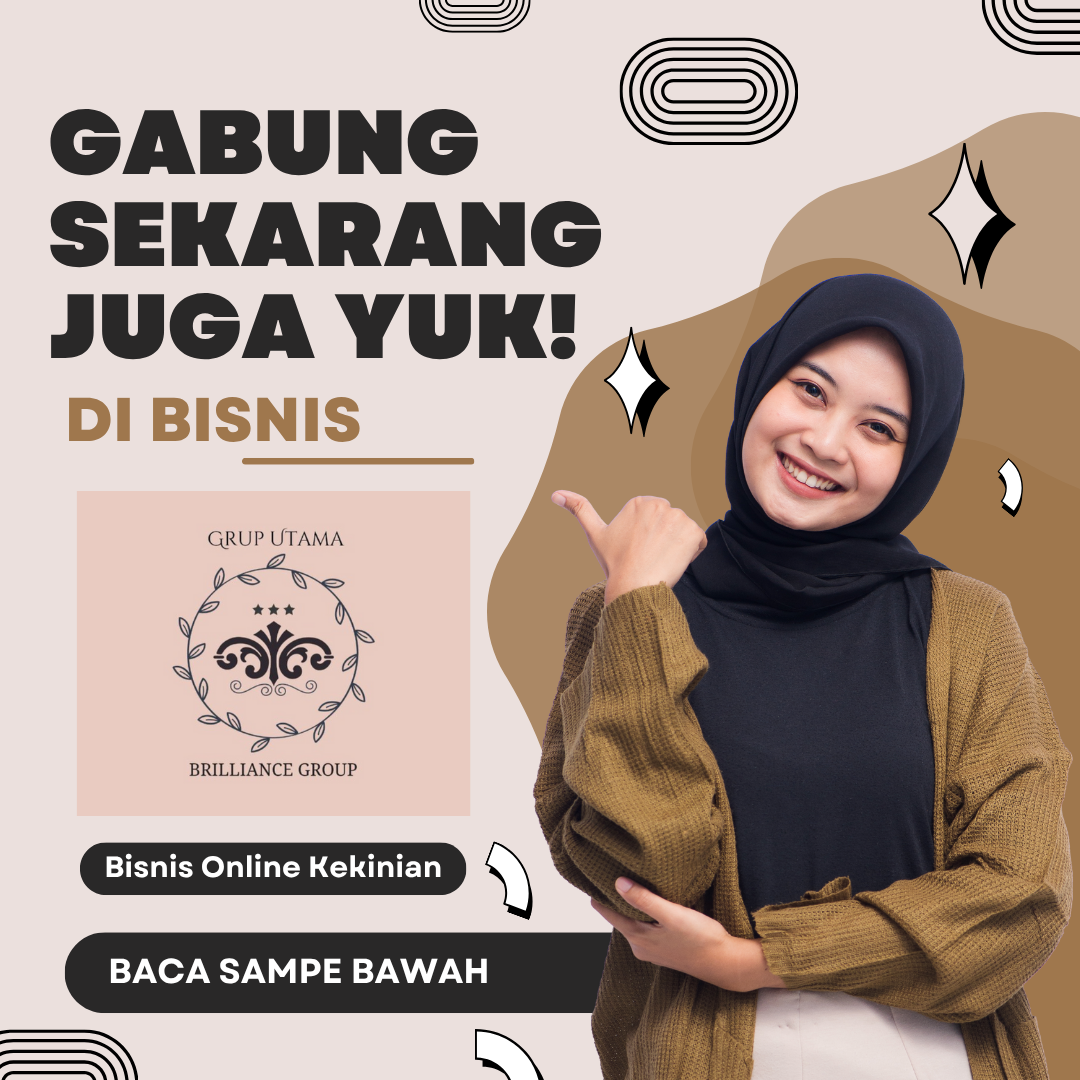 GABUNG
SEKARANG
JUGA YUK!
DI BISNIS
GRUP UTAMA
BRILLIANCE GROUP
Bisnis Online Kekinian
BACA SAMPE BAWAH